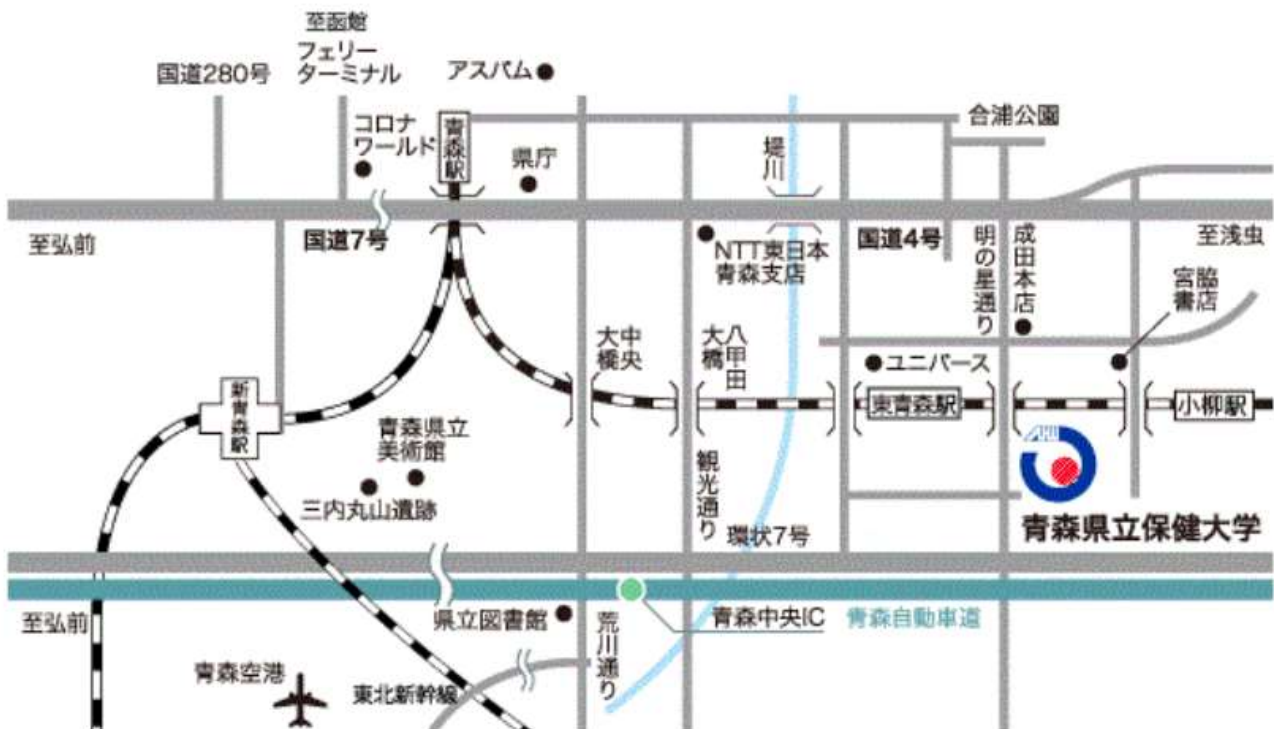 至函館
フェリー
ターミナル
国道280号
アスパム
コロナ
ワールド
青森駅
県庁
堤川
合浦公園
至弘前
国道7号
NTT東日本
青森支店
国道4号
明の星通り
成田本店
至浅虫
宮脇
書店
中央
大橋
八甲田
大橋
ユニバース
新青森駅
東青森駅
小柳駅
青森県立
美術館
三内丸山遺跡
観光通り
環状7号
AHW
青森県立保健大学
至弘前
県立図書館
荒川通り
青森中央IC
青森自動車道
青森空港
東北新幹線